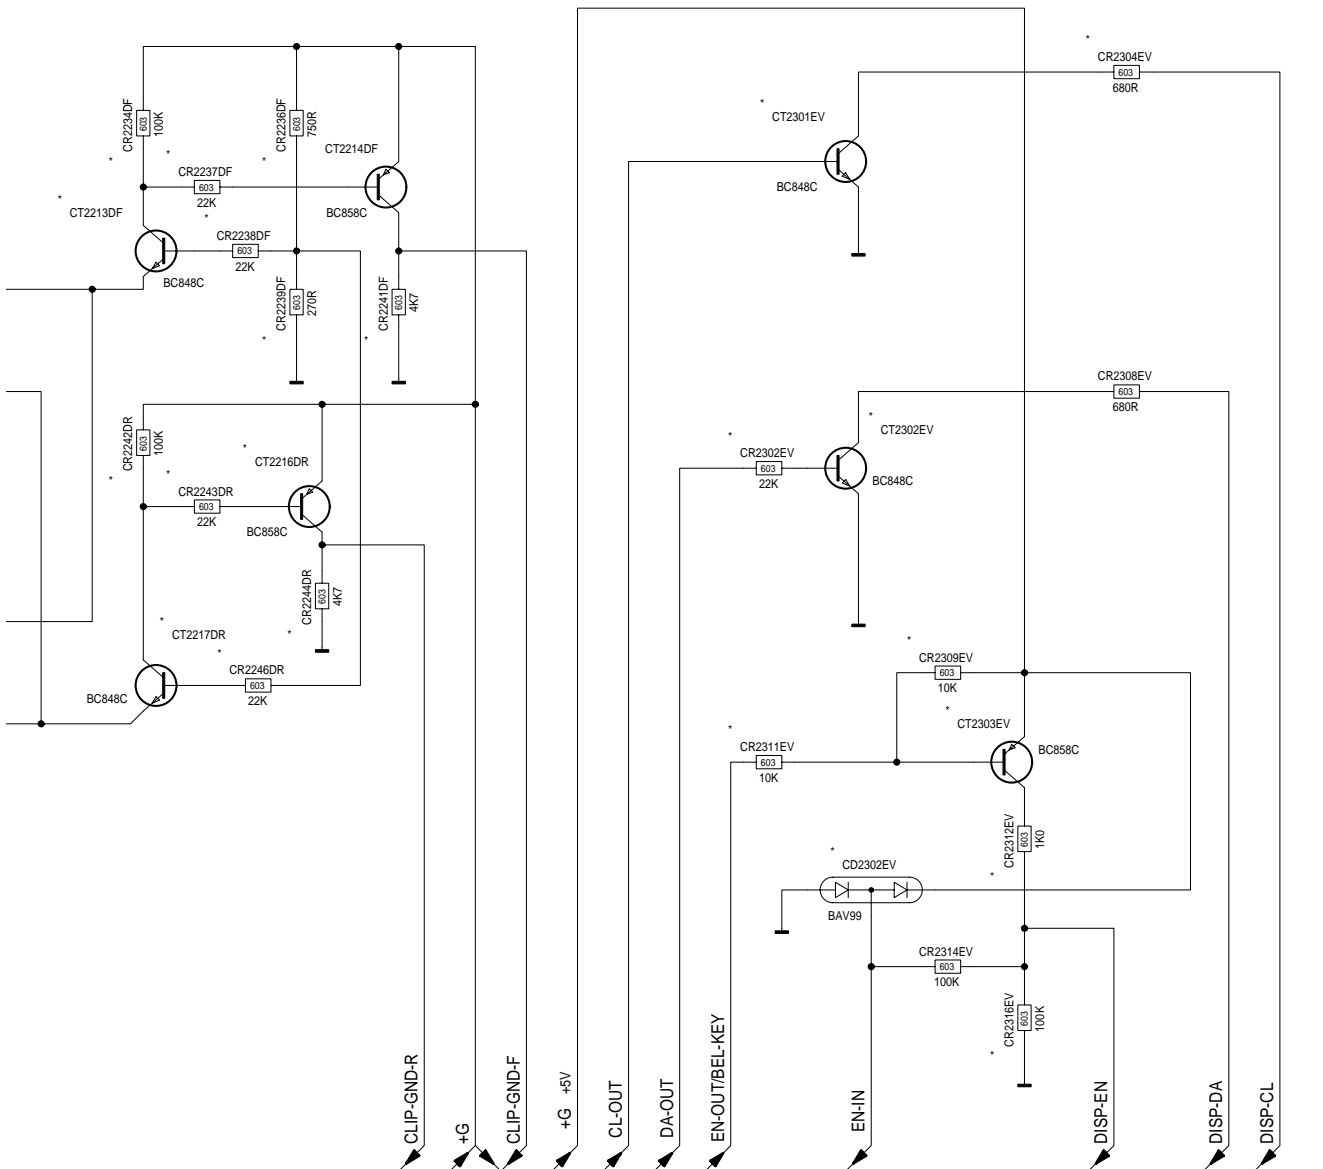 *
CR2304EV
603
680R
*
CT2301EV
BC848C
CR2234DF
603
100K
*
CR2236DF
603
750R
*
CT2214DF
BC858C
*
CR2237DF
603
22K
*
CT2213DF
BC848C
*
CR2238DF
603
22K
CR2239DF
603
270R
*
CR2241DF
603
4K7
*
CR2308EV
603
680R
*
CT2302EV
BC848C
*
CR2302EV
603
22K
CR2242DR
603
100K
*
*
CT2216DR
BC858C
*
CR2243DR
603
22K
CR2244DR
603
4K7
*
*
CT2217DR
BC848C
*
CR2246DR
603
22K
*
CR2309EV
603
10K
*
CT2303EV
BC858C
*
CR2311EV
603
10K
CR2312EV
603
1K0
*
*
CD2302EV
BAV99
CR2314EV
603
100K
CR2316EV
603
100K
*
CLIP-GND-R
+G
CLIP-GND-F
+G +5V
CL-OUT
DA-OUT
EN-OUT/BEL-KEY
EN-IN
DISP-EN
DISP-DA
DISP-CL